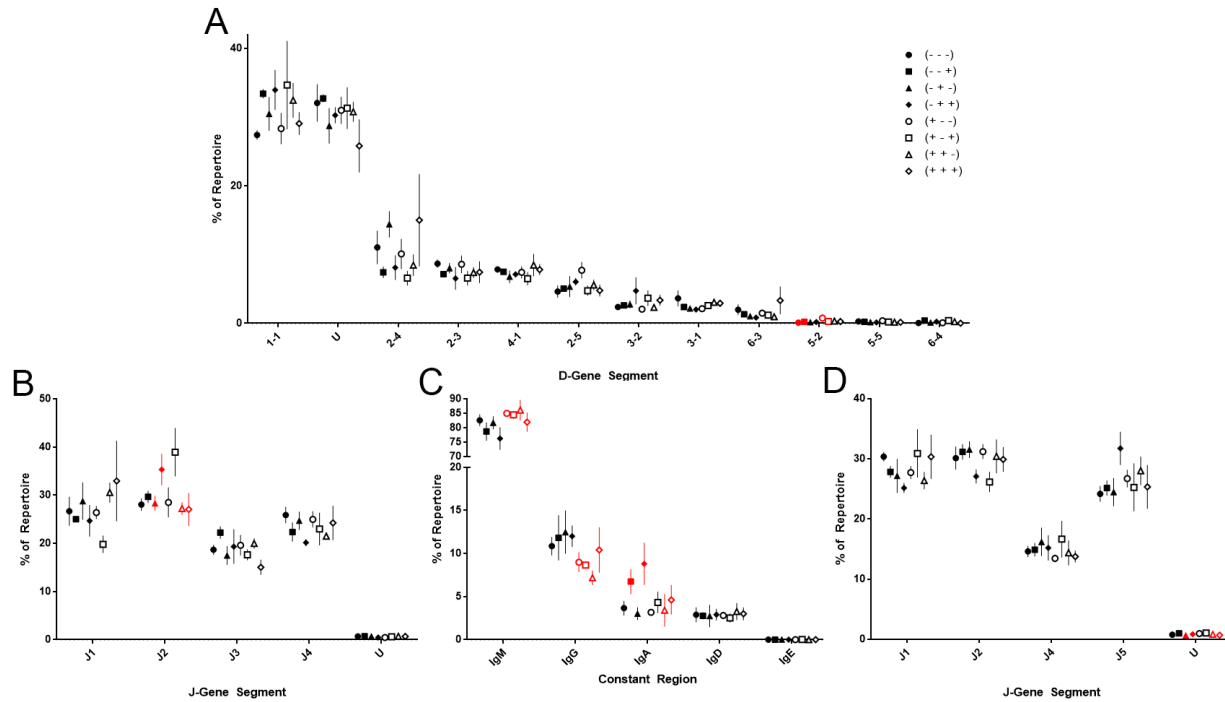 A
% of Repertoire
40
20
0
1-1 U 2-4 2-3 4-1 2-5 3-2 3-1 6-3 5-2 5-5 6-4
D-Gene Segment
(- - -)
(- - +)
(- + -)
(- + +)
(+ - -)
(+ - +)
(+ + -)
(+ + +)
B
% of Repertoire
50
40
30
20
10
0
J1 J2 J3 J4 U
J-Gene Segment
C
% of Repertoire
90
85
80
75
70
20
15
10
5
0
IgM IgG IgA IgD IgE
Constant Region
D
% of Repertoire
40
30
20
10
0
J1 J2 J4 J5 U
J-Gene Segment